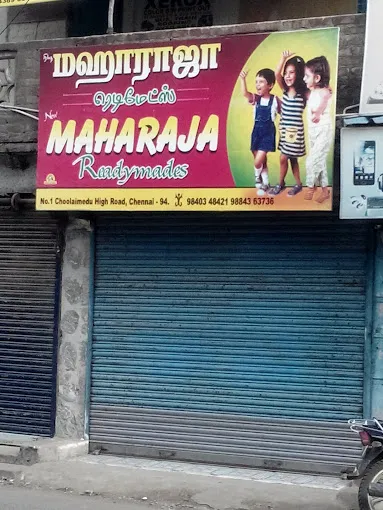 நியூ
மஹாராஜா
ரெடிமேட்ஸ்
New
MAHARAJA
Readymades
No.1 Choolaimedu High Road, Chennai - 94. 98403 48421 98843 63736